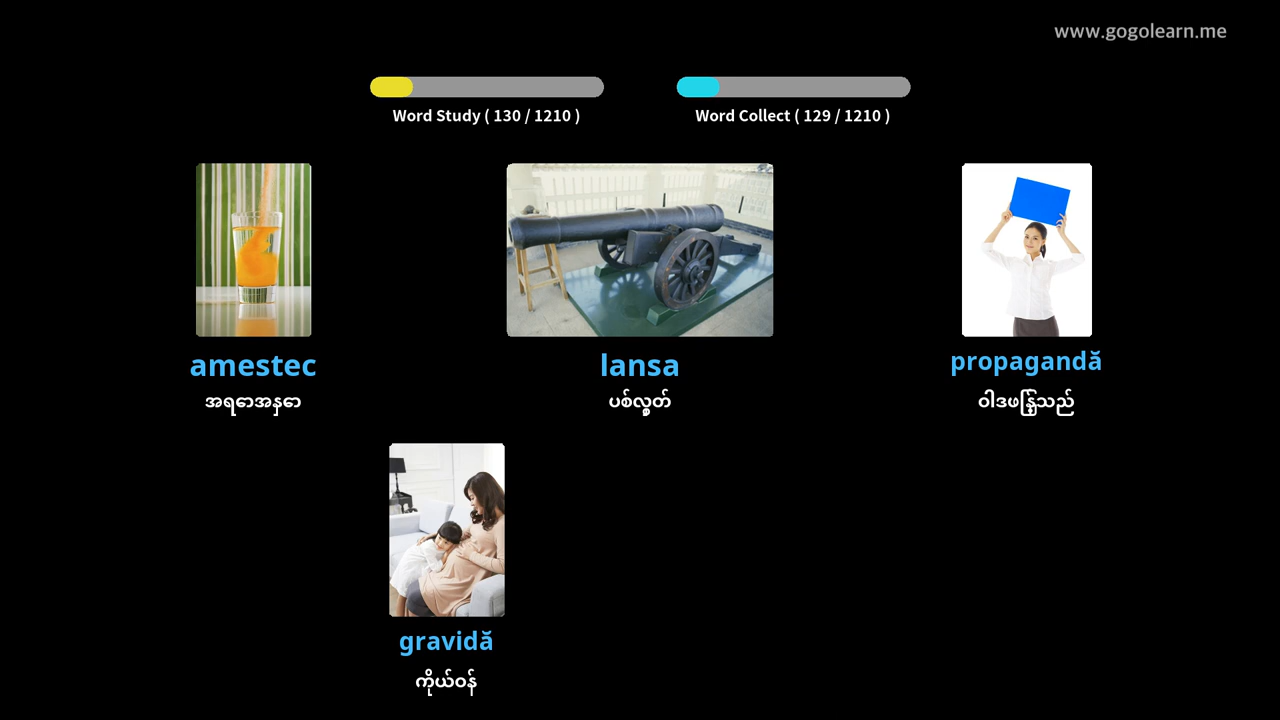 www.gogolearn.me
Word Study ( 130 / 1210 )
Word Collect ( 129 / 1210 )
amestec
lansa
propagandă
အရောအနှော
ပစ်လွှတ်
ဝါဒဖြန့်သည်
gravidă
ကိုယ်ဝန်